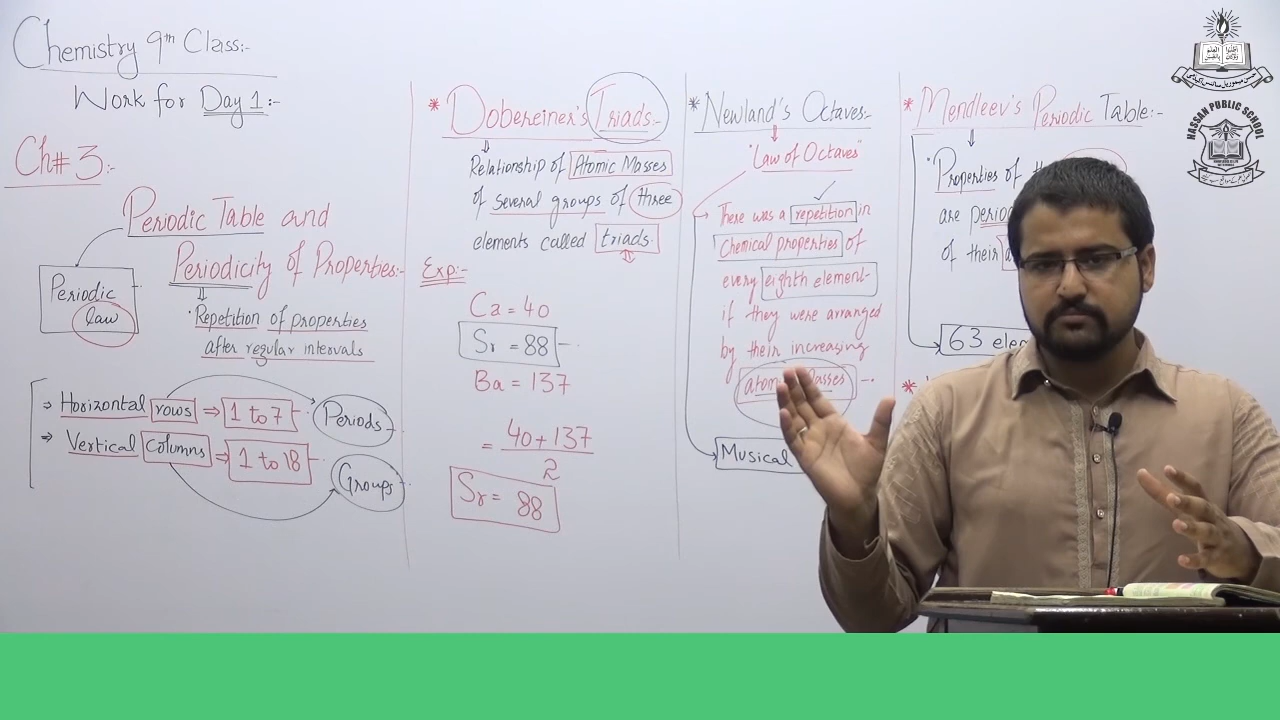 Chemistry 9th Class:-
Work for Day 1:-
Ch# 3:-
Periodic Table and
Periodicity of Properties:-
Periodic
law
• Repetition of properties
after regular intervals
⇒ Horizontal rows ⇒ 1 to 7 - Periods
⇒ Vertical Columns ⇒ 1 to 18 - Groups
* Dobereiner's Triads:-
Relationship of Atomic Masses
of several groups of three
elements called triads.
Exp:-
Ca = 40
Sr = 88
Ba = 137
= 40 + 137
2
Sr = 88
* Newland's Octaves:-
"Law of Octaves"
There was a repetition in
Chemical properties of
every eighth element
if they were arranged
by their increasing
Masses
Musical
* Mendleev's Periodic Table:-
Properties of
are
of their
63
HASSAN PUBLIC SCHOOL